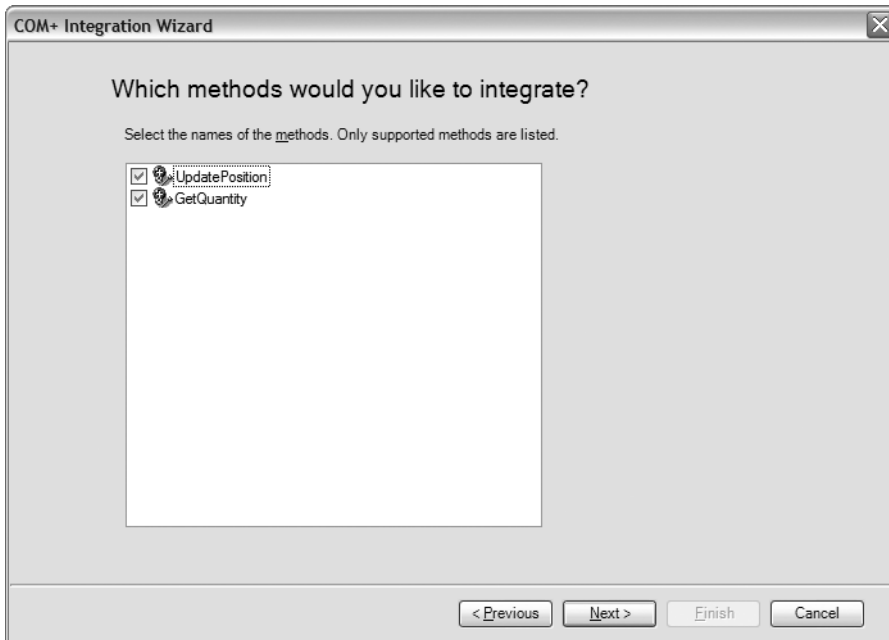 COM+ Integration Wizard
Which methods would you like to integrate?
Select the names of the methods. Only supported methods are listed.
UpdatePosition
GetQuantity
< Previous
Next >
Finish
Cancel